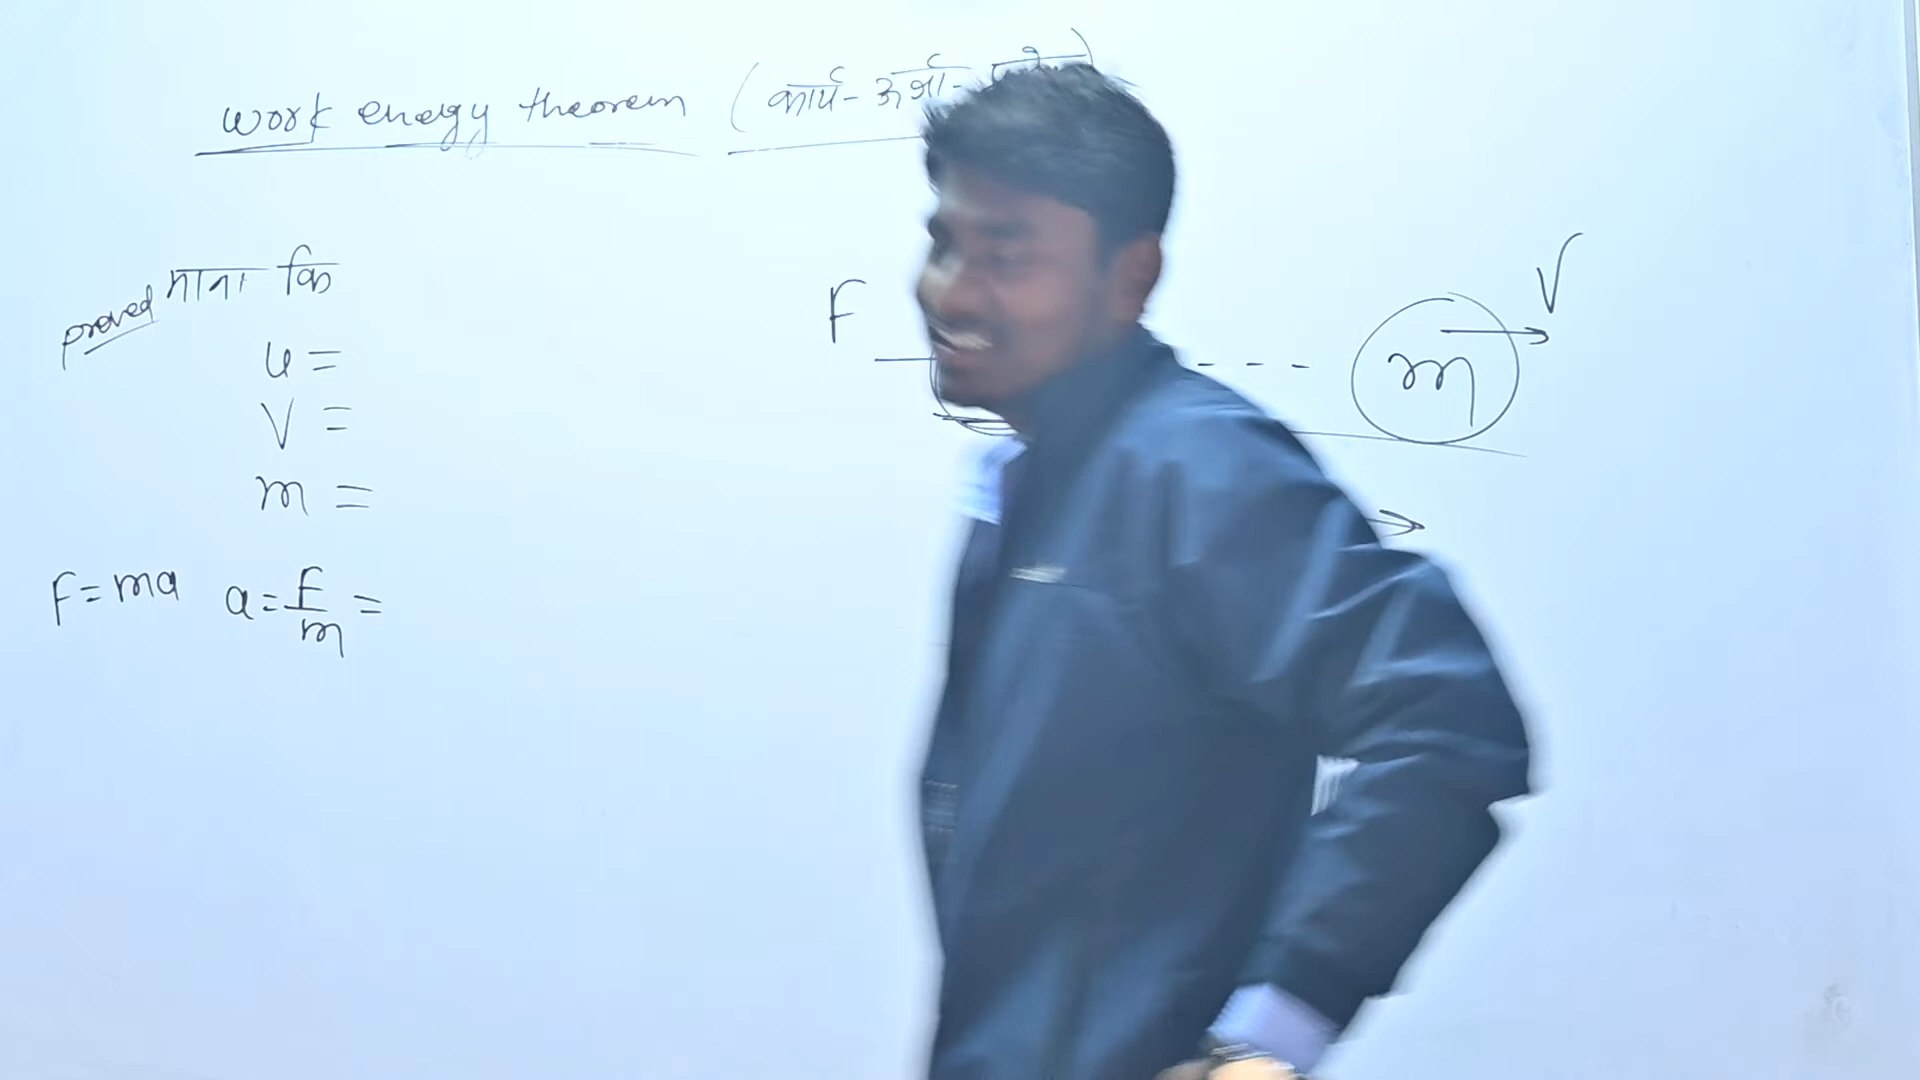 work energy theorem (कार्य-ऊर्जा-
proved माना कि
u =
V =
m =
F = ma a = F/m =
F
m
V